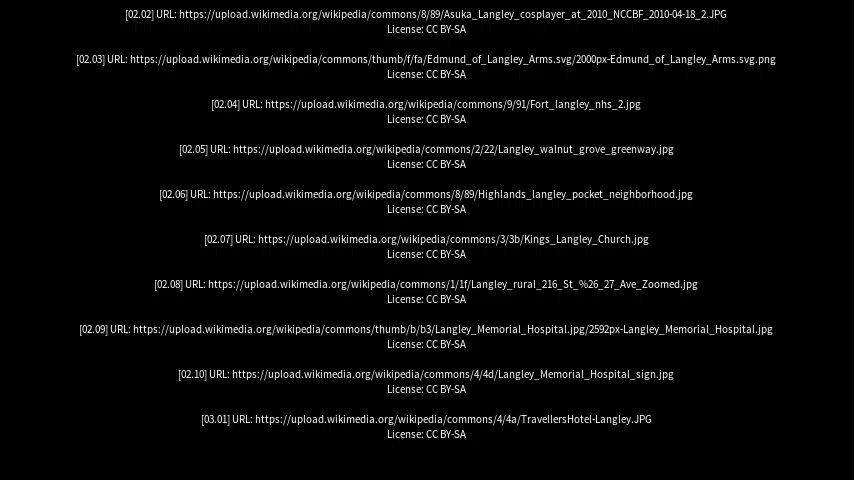 [02.02] URL: https://upload.wikimedia.org/wikipedia/commons/8/89/Asuka_Langley_cosplayer_at_2010_NCCBF_2010-04-18_2.JPG
License: CC BY-SA
[02.03] URL: https://upload.wikimedia.org/wikipedia/commons/thumb/f/fa/Edmund_of_Langley_Arms.svg/2000px-Edmund_of_Langley_Arms.svg.png
License: CC BY-SA
[02.04] URL: https://upload.wikimedia.org/wikipedia/commons/9/91/Fort_langley_nhs_2.jpg
License: CC BY-SA
[02.05] URL: https://upload.wikimedia.org/wikipedia/commons/2/22/Langley_walnut_grove_greenway.jpg
License: CC BY-SA
[02.06] URL: https://upload.wikimedia.org/wikipedia/commons/8/89/Highlands_langley_pocket_neighborhood.jpg
License: CC BY-SA
[02.07] URL: https://upload.wikimedia.org/wikipedia/commons/3/3b/Kings_Langley_Church.jpg
License: CC BY-SA
[02.08] URL: https://upload.wikimedia.org/wikipedia/commons/1/1f/Langley_rural_216_St_%26_27_Ave_Zoomed.jpg
License: CC BY-SA
[02.09] URL: https://upload.wikimedia.org/wikipedia/commons/thumb/b/b3/Langley_Memorial_Hospital.jpg/2592px-Langley_Memorial_Hospital.jpg
License: CC BY-SA
[02.10] URL: https://upload.wikimedia.org/wikipedia/commons/4/4d/Langley_Memorial_Hospital_sign.jpg
License: CC BY-SA
[03.01] URL: https://upload.wikimedia.org/wikipedia/commons/4/4a/TravellersHotel-Langley.JPG
License: CC BY-SA